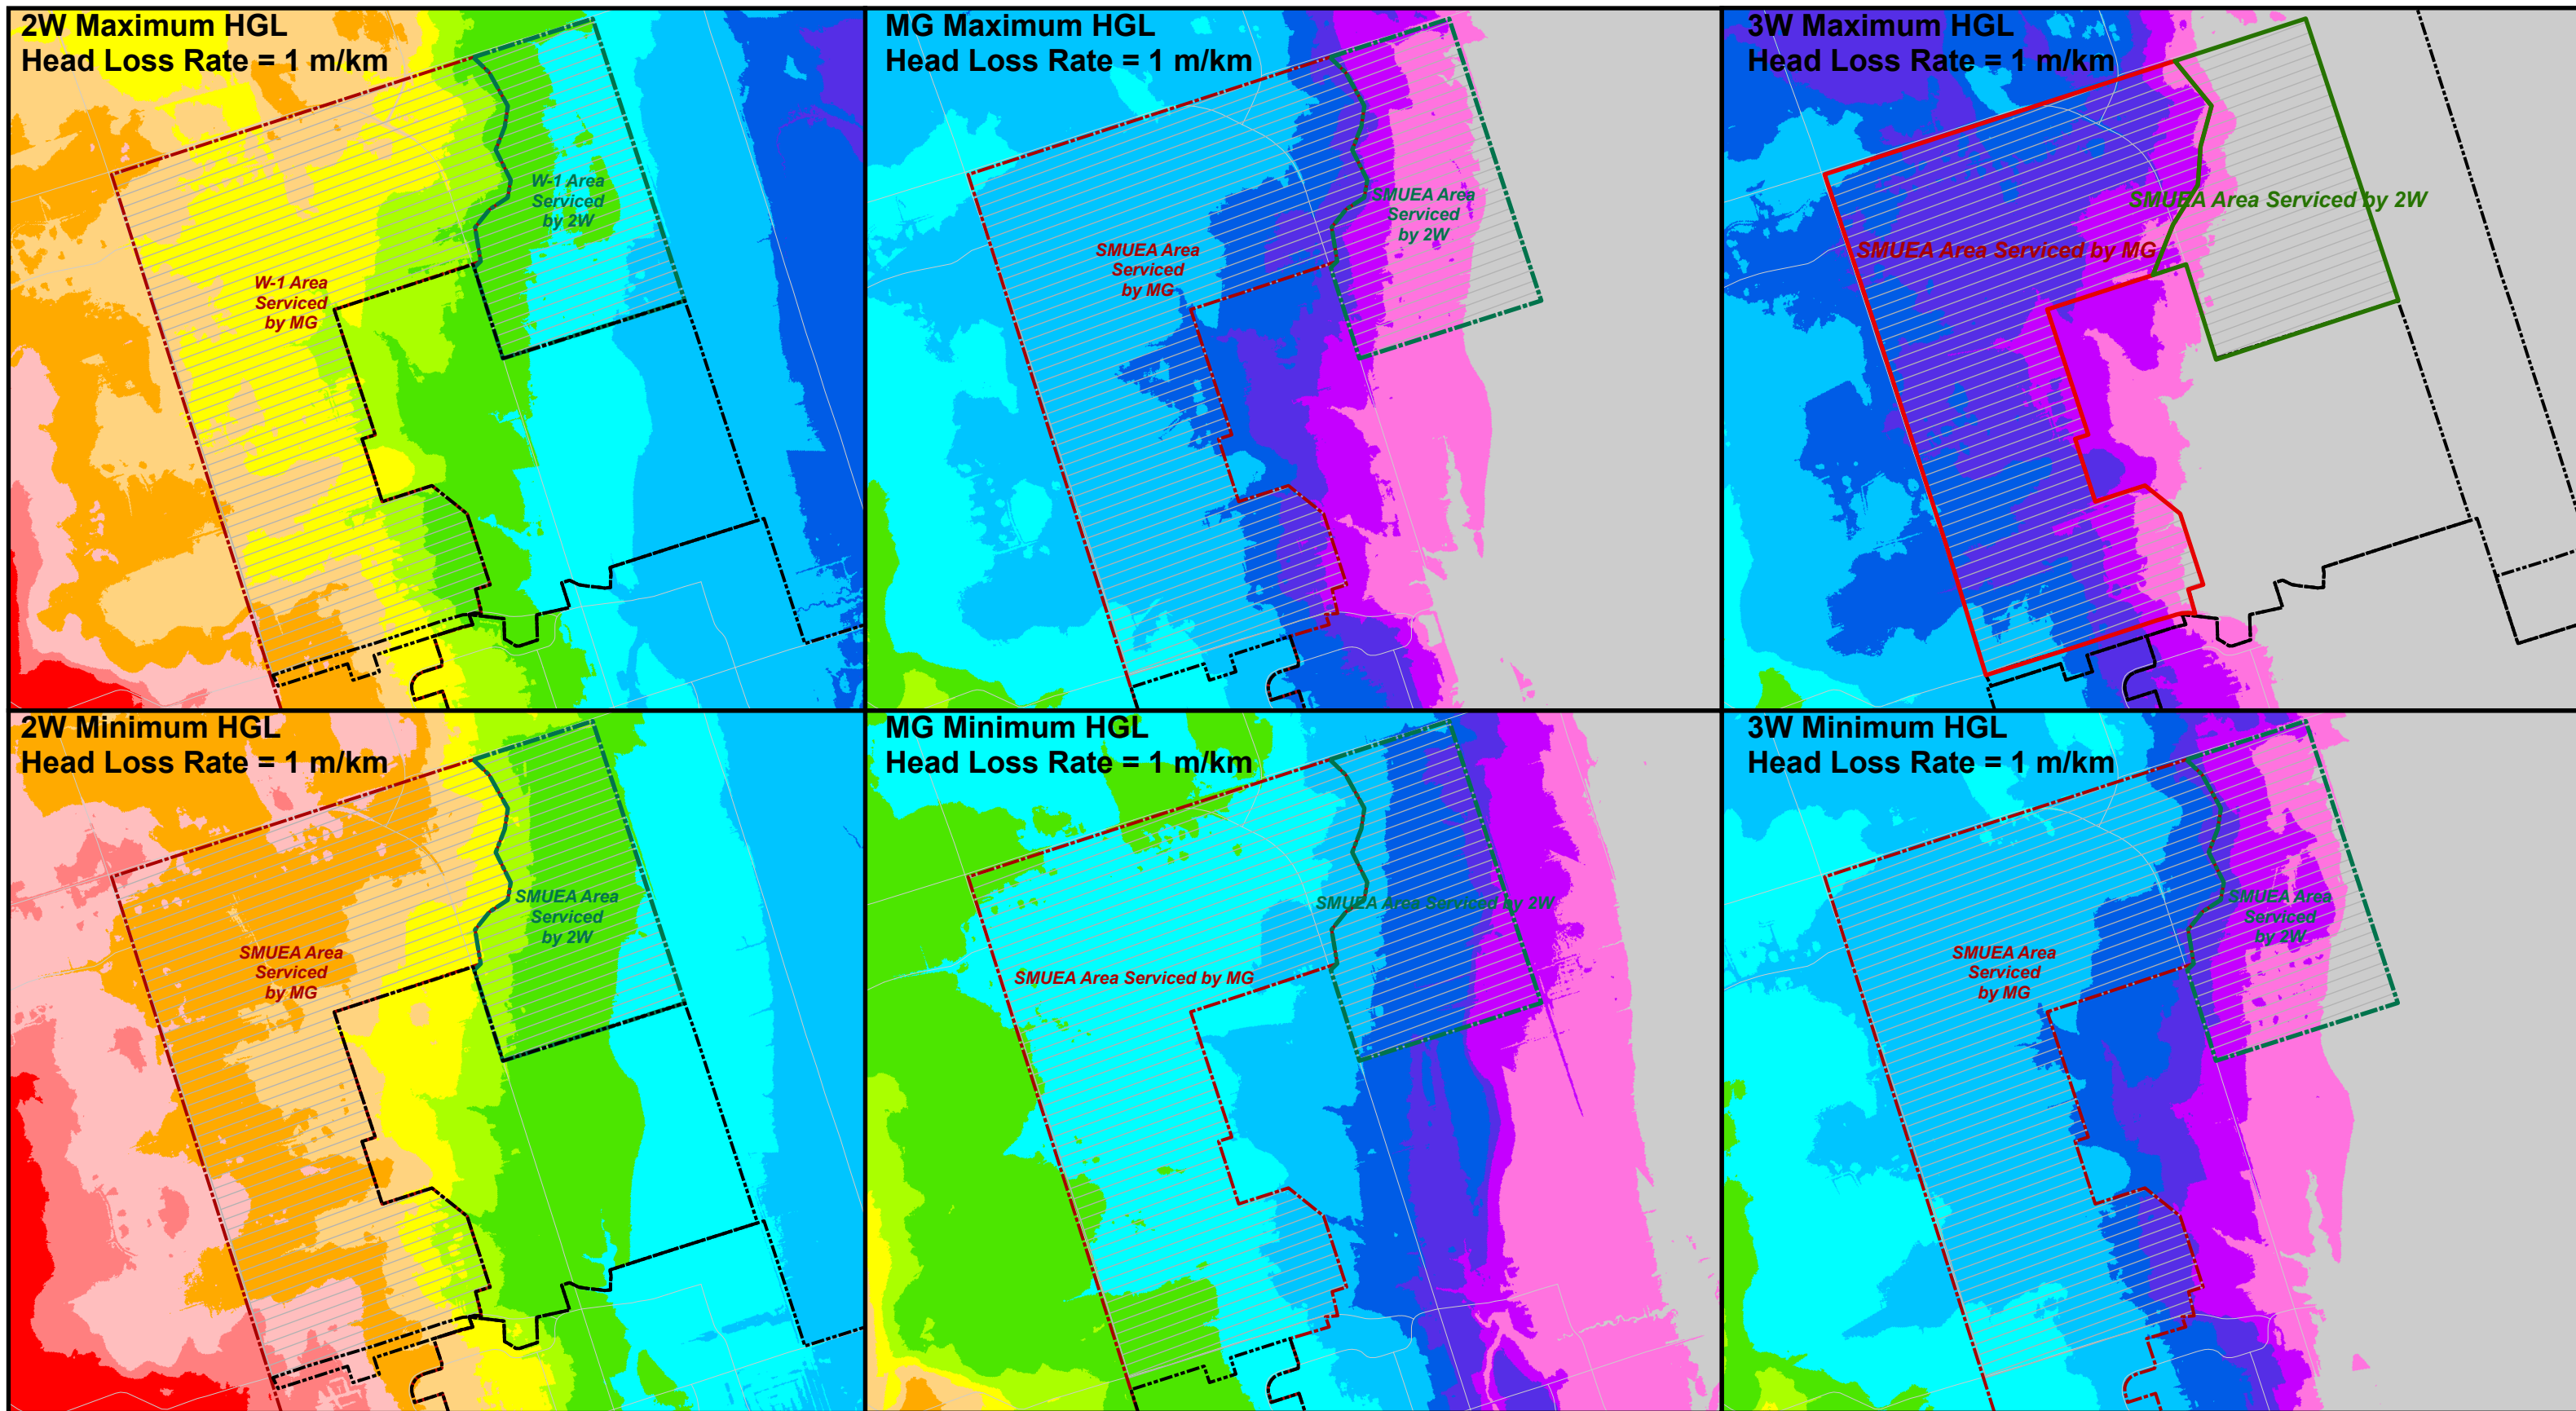 2W Maximum HGL
Head Loss Rate = 1 m/km
W-1 Area
Serviced
by 2W
W-1 Area
Serviced
by MG
MG Maximum HGL
Head Loss Rate = 1 m/km
SMUEA Area
Serviced
by 2W
SMUEA Area
Serviced
by MG
3W Maximum HGL
Head Loss Rate = 1 m/km
SMUEA Area Serviced by 2W
SMUEA Area Serviced by MG
2W Minimum HGL
Head Loss Rate = 1 m/km
SMUEA Area
Serviced
by 2W
SMUEA Area
Serviced
by MG
MG Minimum HGL
Head Loss Rate = 1 m/km
SMUEA Area Serviced by 2W
SMUEA Area Serviced by MG
3W Minimum HGL
Head Loss Rate = 1 m/km
SMUEA Area
Serviced
by 2W
SMUEA Area
Serviced
by MG